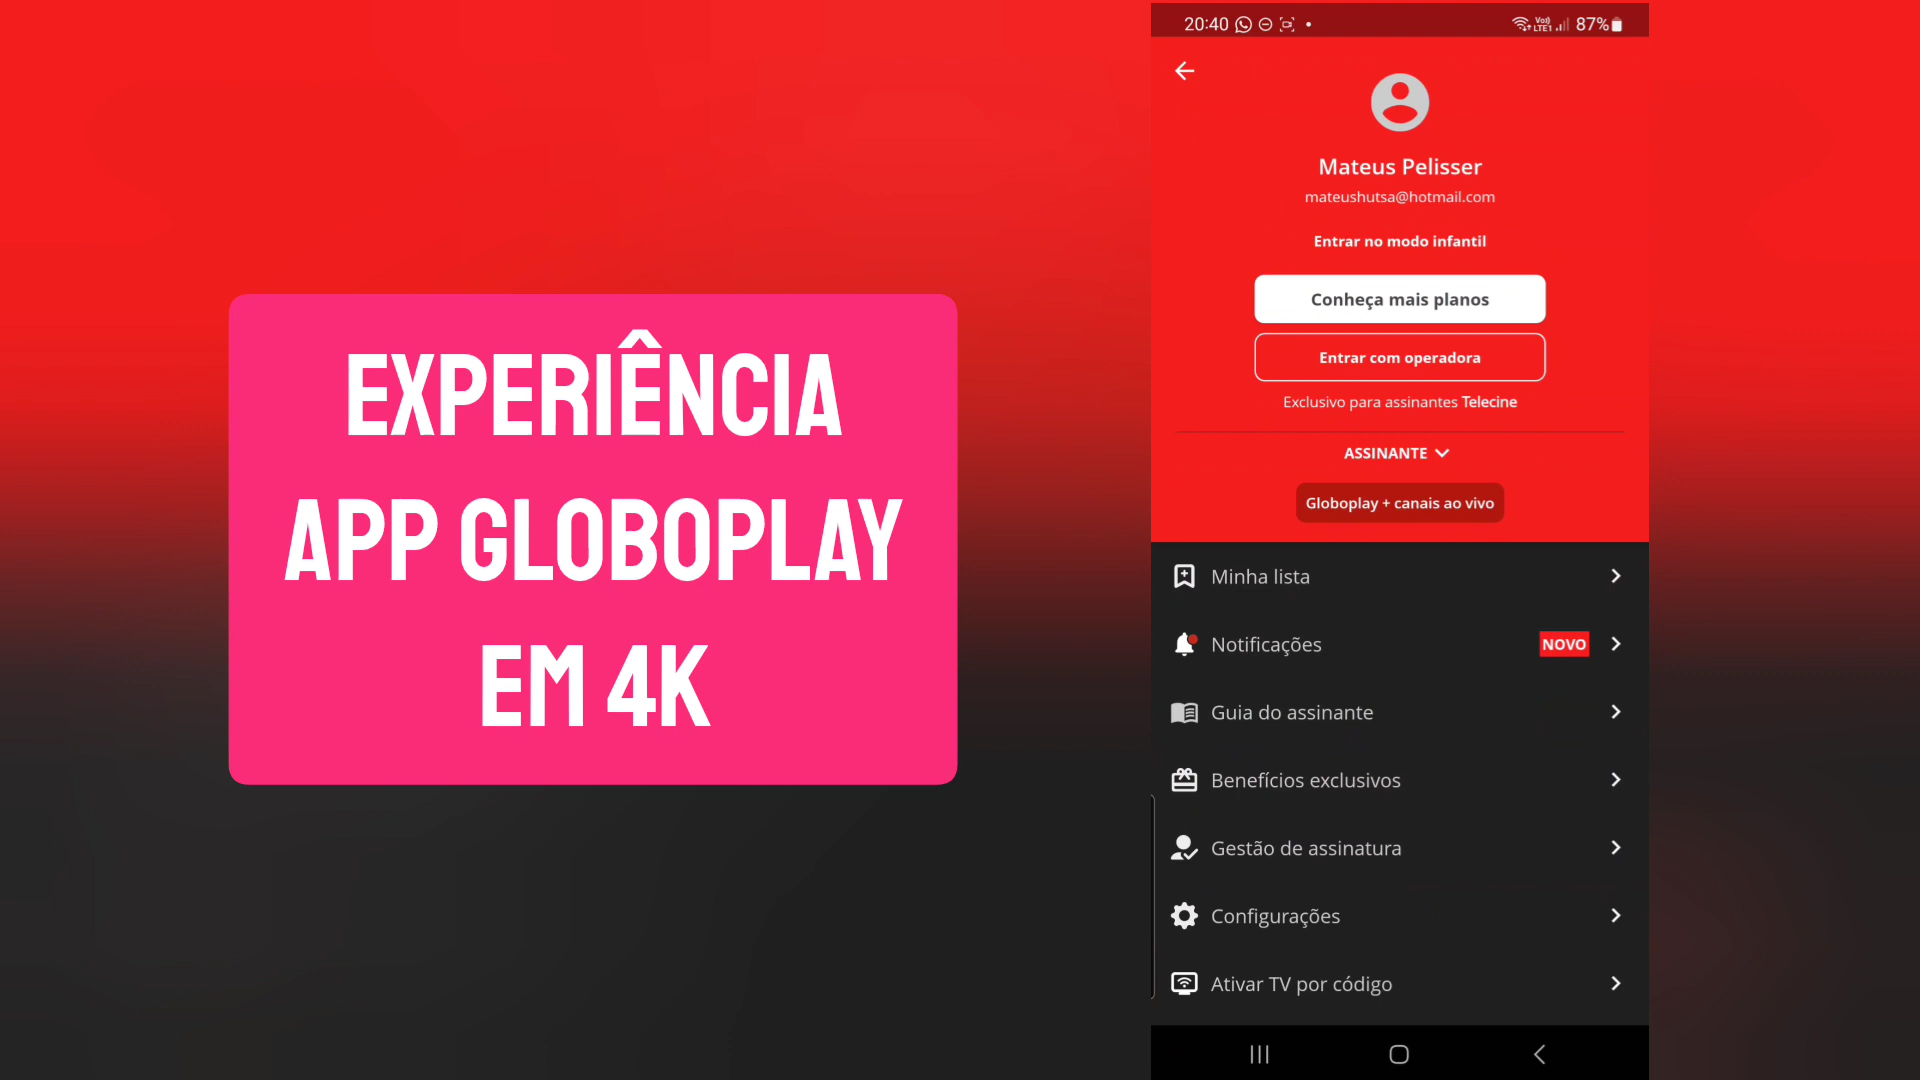 EXPERIÊNCIA
APP GLOBOPLAY
EM 4K
20:40
87%
Mateus Pelisser
mateushutsa@hotmail.com
Entrar no modo infantil
Conheça mais planos
Entrar com operadora
Exclusivo para assinantes Telecine
ASSINANTE
Globoplay + canais ao vivo
Minha lista
Notificações NOVO
Guia do assinante
Benefícios exclusivos
Gestão de assinatura
Configurações
Ativar TV por código